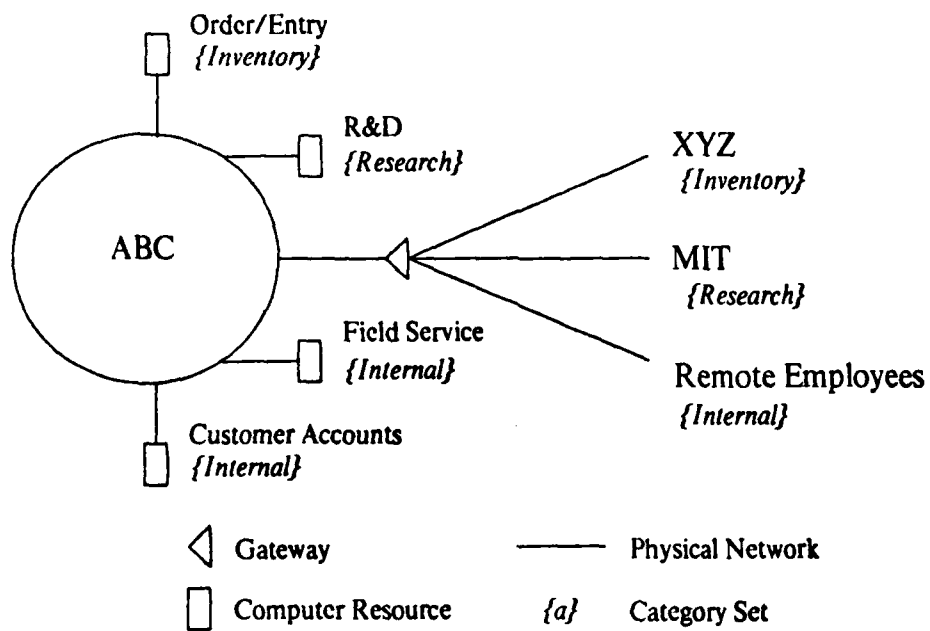 Order/Entry
{Inventory}
R&D
{Research}
XYZ
{Inventory}
ABC
MIT
{Research}
Field Service
{Internal}
Remote Employees
{Internal}
Customer Accounts
{Internal}
Gateway
Physical Network
Computer Resource
{a} Category Set